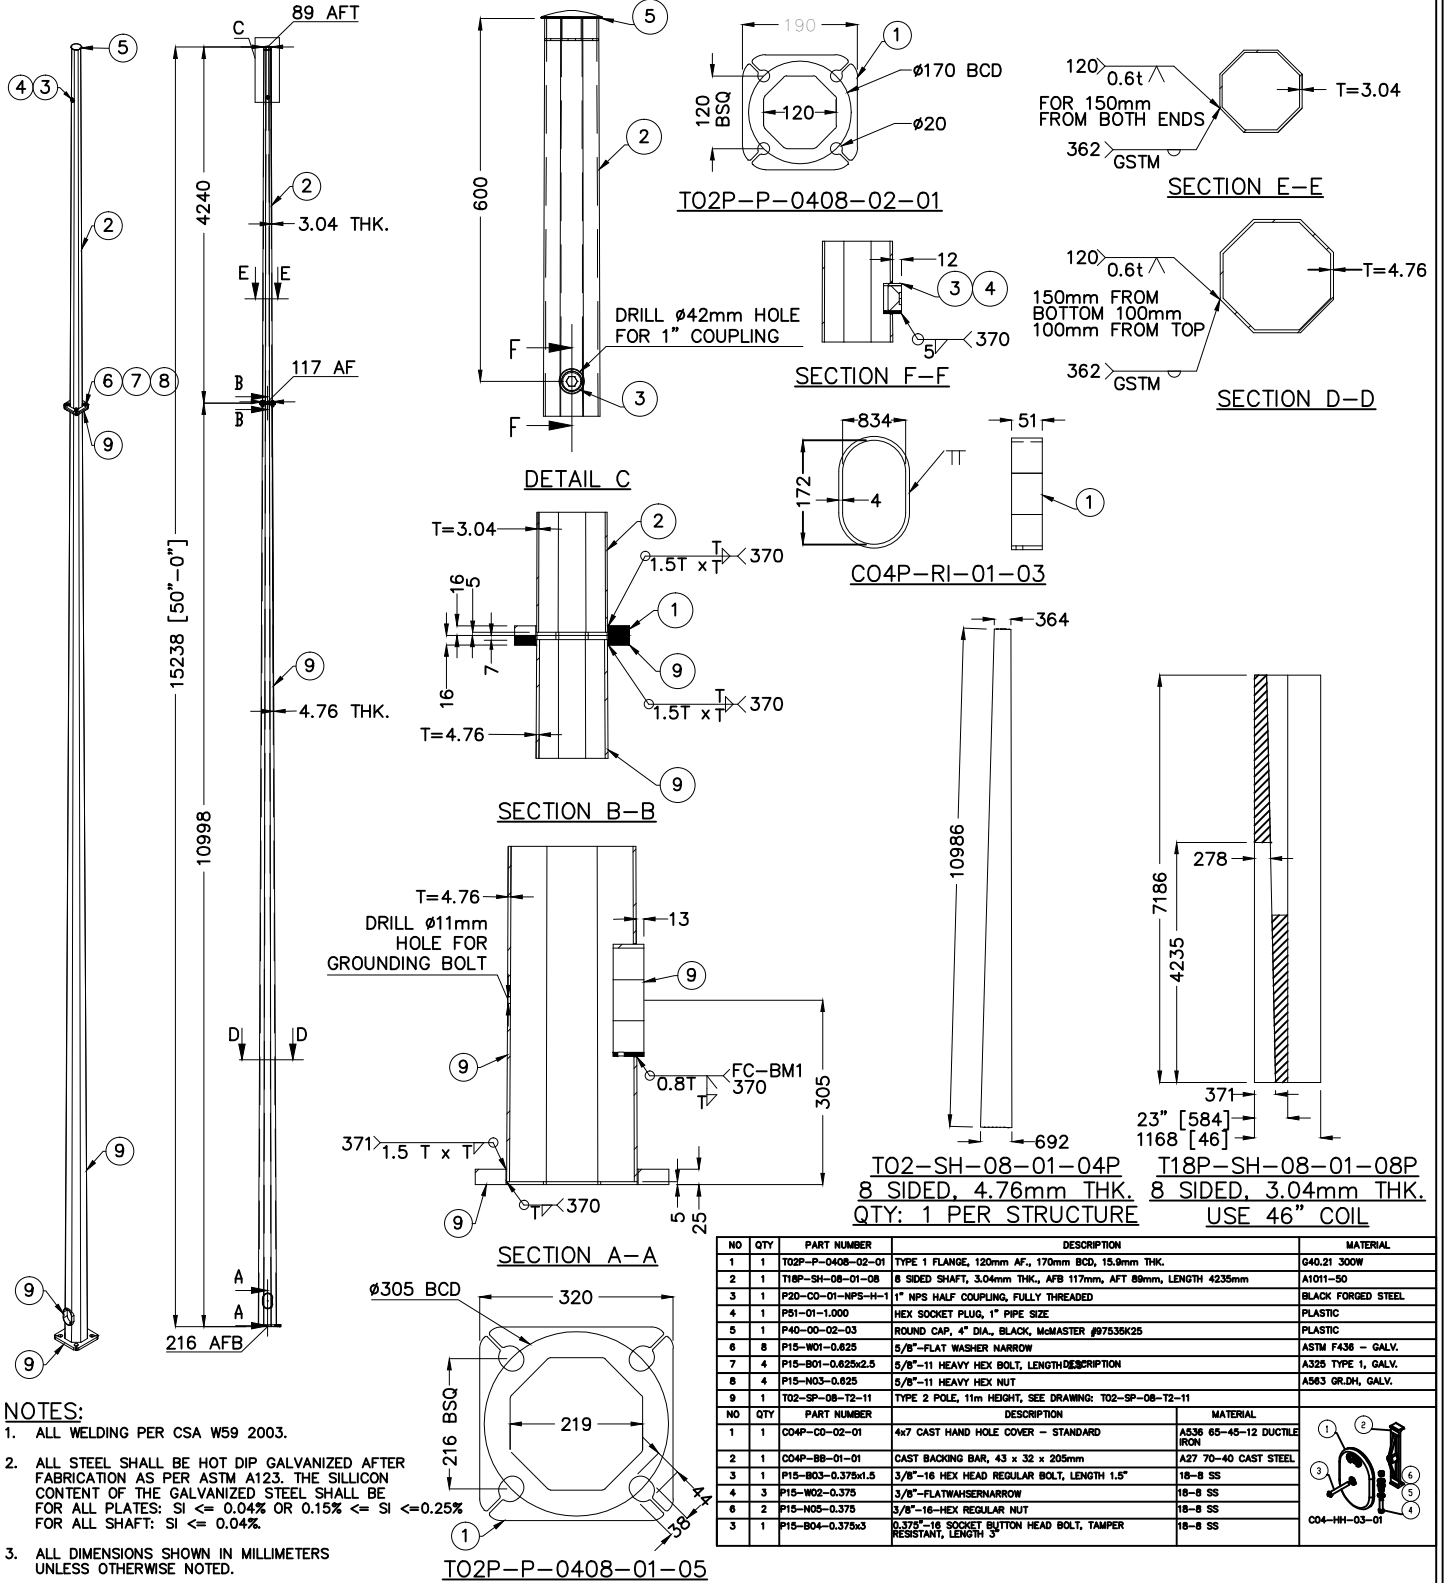 89 AFT
C
5
4
3
2
4240
2
3.04 THK.
E
E
6
7
8
B
B
117 AF
9
15238 [50"-0"]
9
4.76 THK.
10998
D
D
9
A
A
9
9
216 AFB
5
600
2
DRILL ø42mm HOLE
FOR 1" COUPLING
F
F
3
DETAIL C
190
1
ø170 BCD
120
BSQ
120
ø20
TO2P-P-0408-02-01
12
3
4
5
370
SECTION F-F
120
0.6t
FOR 150mm
FROM BOTH ENDS
362
GSTM
T=3.04
SECTION E-E
120
0.6t
150mm FROM
BOTTOM 100mm
100mm FROM TOP
362
GSTM
T=4.76
SECTION D-D
834
172
4
TT
51
1
CO4P-RI-01-03
T=3.04
2
T
1.5T x T
370
16
5
7
16
1
9
T
1.5T x T
370
T=4.76
9
SECTION B-B
T=4.76
DRILL ø11mm
HOLE FOR
GROUNDING BOLT
13
9
9
FC-BM1
0.8T
370
T
305
371
1.5 T x T
T
370
9
5
25
SECTION A-A
364
10986
692
TO2-SH-08-01-04P
8 SIDED, 4.76mm THK.
QTY: 1 PER STRUCTURE
278
7186
4235
371
23" [584]
1168 [46]
T18P-SH-08-01-08P
8 SIDED, 3.04mm THK.
USE 46" COIL
ø305 BCD
320
216 BSQ
219
44
38
1
TO2P-P-0408-01-05
NO QTY PART NUMBER DESCRIPTION MATERIAL
1 1 T02P-P-0408-02-01 TYPE 1 FLANGE, 120mm AF., 170mm BCD, 15.9mm THK. G40.21 300W
2 1 T18P-SH-08-01-08 8 SIDED SHAFT, 3.04mm THK., AFB 117mm, AFT 89mm, LENGTH 4235mm A1011-50
3 1 P20-CO-01-NPS-H-1 1" NPS HALF COUPLING, FULLY THREADED BLACK FORGED STEEL
4 1 P51-01-1.000 HEX SOCKET PLUG, 1" PIPE SIZE PLASTIC
5 1 P40-00-02-03 ROUND CAP, 4" DIA., BLACK, McMASTER #97535K25 PLASTIC
6 8 P15-W01-0.625 5/8"-FLAT WASHER NARROW ASTM F436 - GALV.
7 4 P15-B01-0.625x2.5 5/8"-11 HEAVY HEX BOLT, LENGTH DESCRIPTION A325 TYPE 1, GALV.
8 4 P15-N03-0.625 5/8"-11 HEAVY HEX NUT A563 GR.DH, GALV.
9 1 T02-SP-08-T2-11 TYPE 2 POLE, 11m HEIGHT, SEE DRAWING: T02-SP-08-T2-11
NO QTY PART NUMBER DESCRIPTION MATERIAL
1 1 C04P-CO-02-01 4x7 CAST HAND HOLE COVER - STANDARD A536 65-45-12 DUCTILE
IRON
2 1 C04P-BB-01-01 CAST BACKING BAR, 43 x 32 x 205mm A27 70-40 CAST STEEL
3 1 P15-B03-0.375x1.5 3/8"-16 HEX HEAD REGULAR BOLT, LENGTH 1.5" 18-8 SS
4 3 P15-W02-0.375 3/8"-FLATWAHSERNARROW 18-8 SS
6 2 P15-N05-0.375 3/8"-16-HEX REGULAR NUT 18-8 SS
3 1 P15-B04-0.375x3 0.375"-16 SOCKET BUTTON HEAD BOLT, TAMPER
RESISTANT, LENGTH 3" 18-8 SS
1
2
3
6
5
4
C04-HH-03-01
NOTES:
1. ALL WELDING PER CSA W59 2003.
2. ALL STEEL SHALL BE HOT DIP GALVANIZED AFTER
FABRICATION AS PER ASTM A123. THE SILLICON
CONTENT OF THE GALVANIZED STEEL SHALL BE
FOR ALL PLATES: SI <= 0.04% OR 0.15% <= SI <=0.25%
FOR ALL SHAFT: SI <= 0.04%.
3. ALL DIMENSIONS SHOWN IN MILLIMETERS
UNLESS OTHERWISE NOTED.